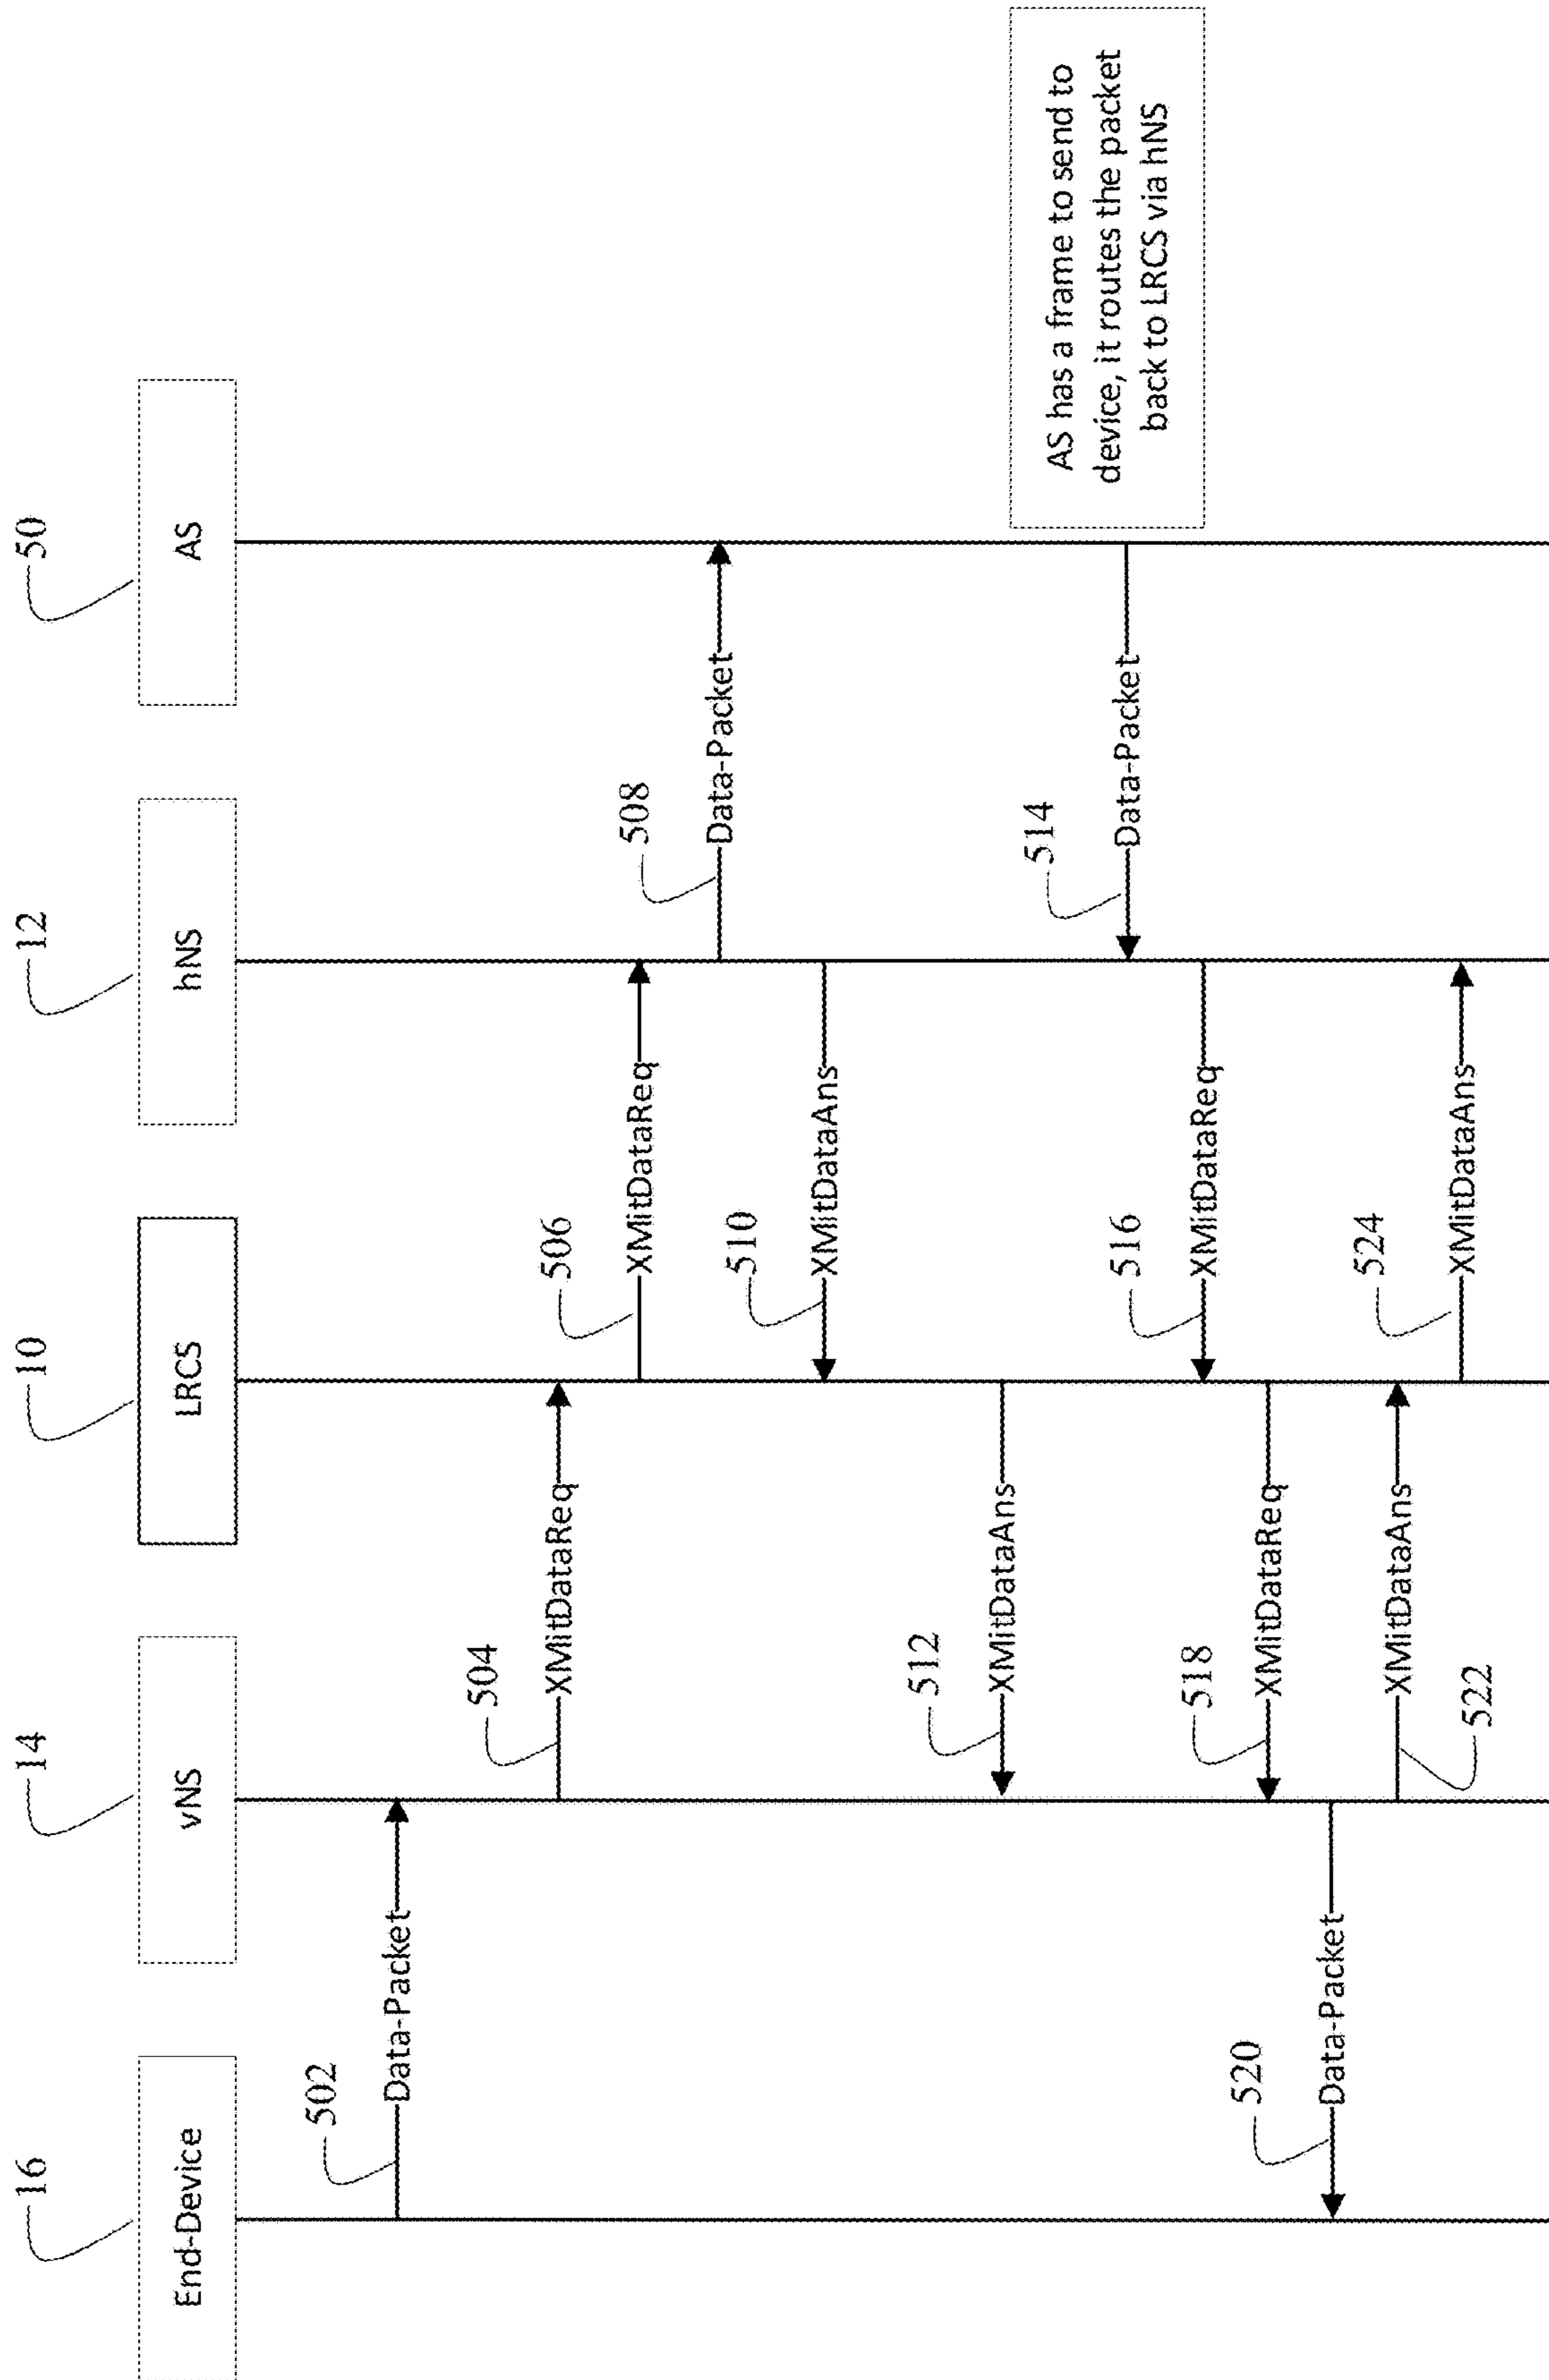 16
14
10
12
50
End-Device
vNS
LRCS
hNS
AS
502
Data-Packet
504
XMitDataReq
506
XMitDataReq
508
Data-Packet
510
XMitDataAns
512
XMitDataAns
AS has a frame to send to
device, it routes the packet
back to LRCS via hNS
514
Data-Packet
516
XMitDataReq
518
XMitDataReq
520
Data-Packet
XMitDataAns
522
524
XMitDataAns